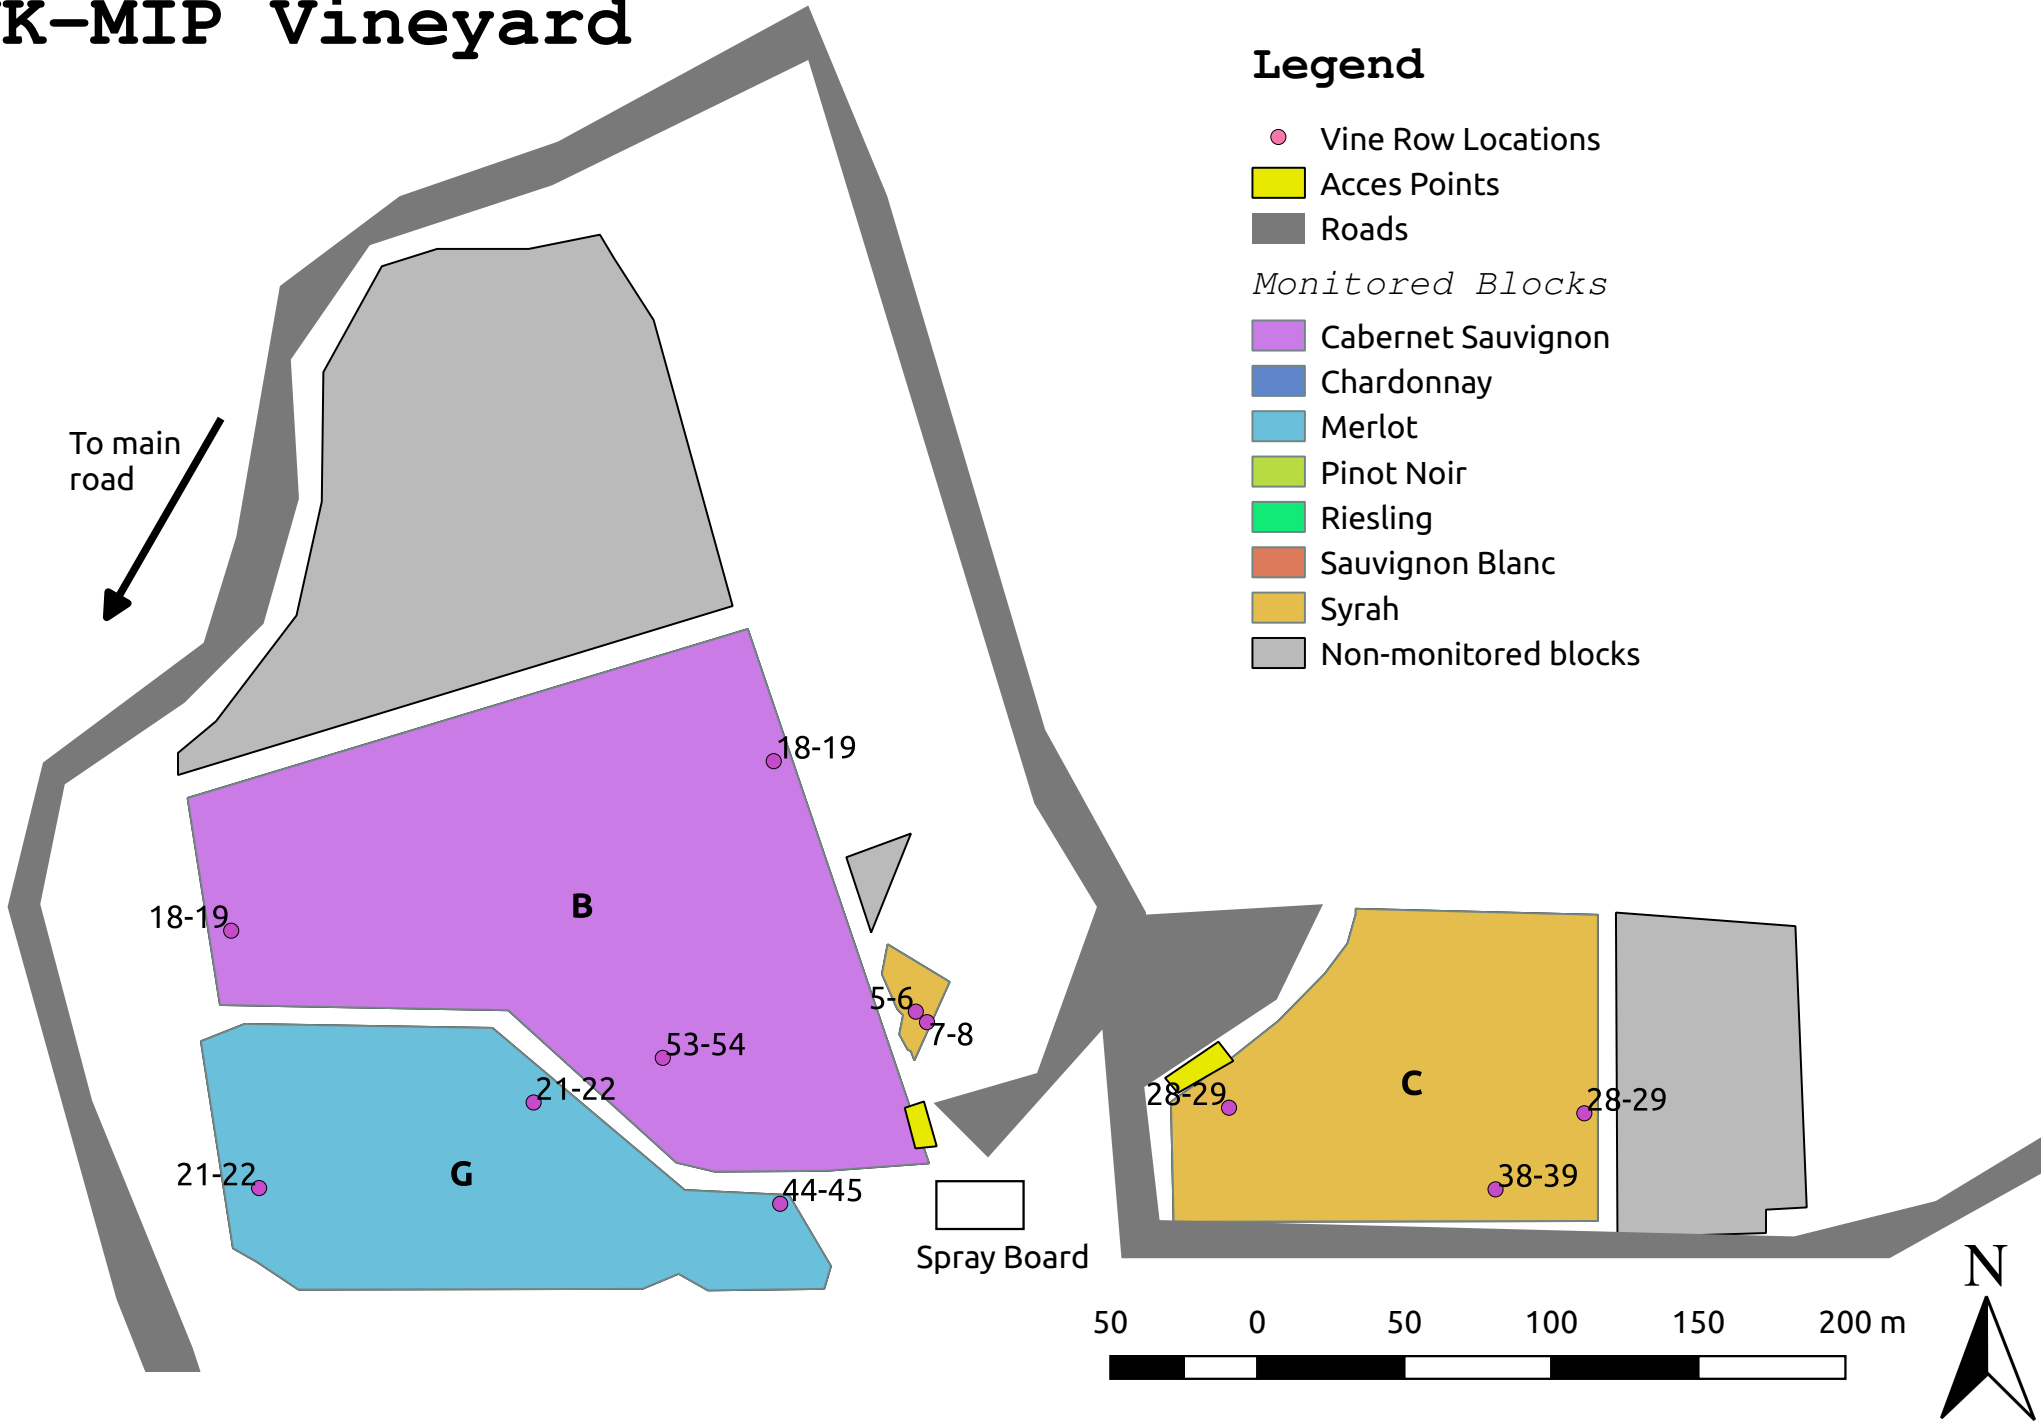 K-MIP Vineyard
Legend
Vine Row Locations
Acces Points
Roads
Monitored Blocks
Cabernet Sauvignon
Chardonnay
Merlot
Pinot Noir
Riesling
Sauvignon Blanc
Syrah
Non-monitored blocks
To main
road
18-19
B
18-19
5-6
7-8
53-54
21-22
G
21-22
44-45
C
28-29
28-29
38-39
Spray Board
N
50 0 50 100 150 200 m